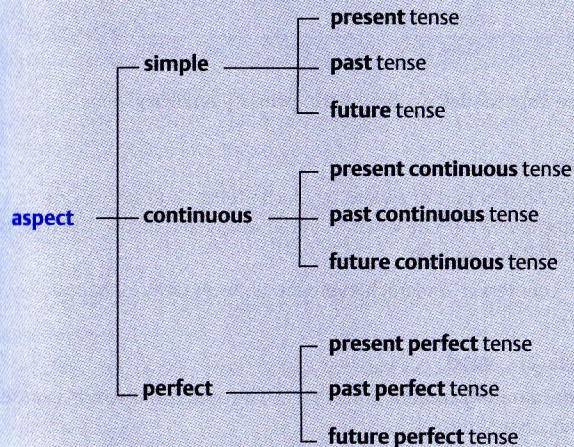 present tense
simple
past tense
future tense
present continuous tense
aspect
continuous
past continuous tense
future continuous tense
present perfect tense
perfect
past perfect tense
future perfect tense